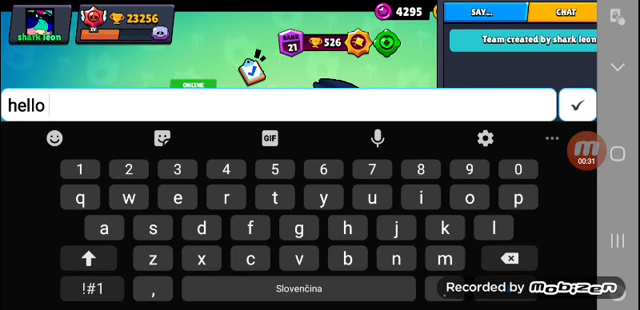 SAY...
CHAT
23256
4295
XV
shark leon
RANK
21
526
Team created by shark leon
ONLINE
hello
GIF
00:31
1 2 3 4 5 6 7 8 9 0
q w e r t y u i o p
a s d f g h j k l
z x c v b n m
!#1 , Slovenčina .
Recorded by mobizen